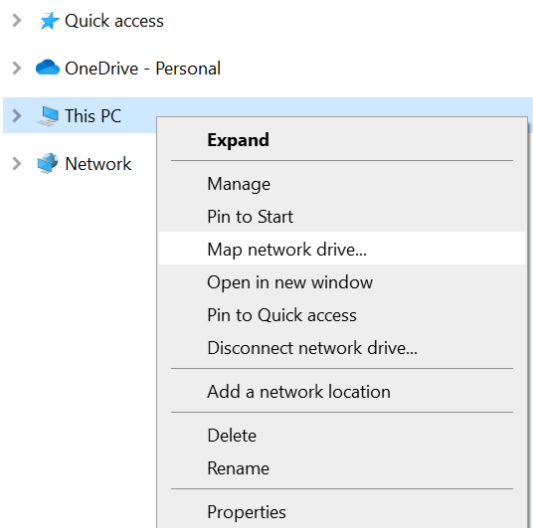 Quick access
OneDrive - Personal
This PC
Expand
Network
Manage
Pin to Start
Map network drive...
Open in new window
Pin to Quick access
Disconnect network drive...
Add a network location
Delete
Rename
Properties